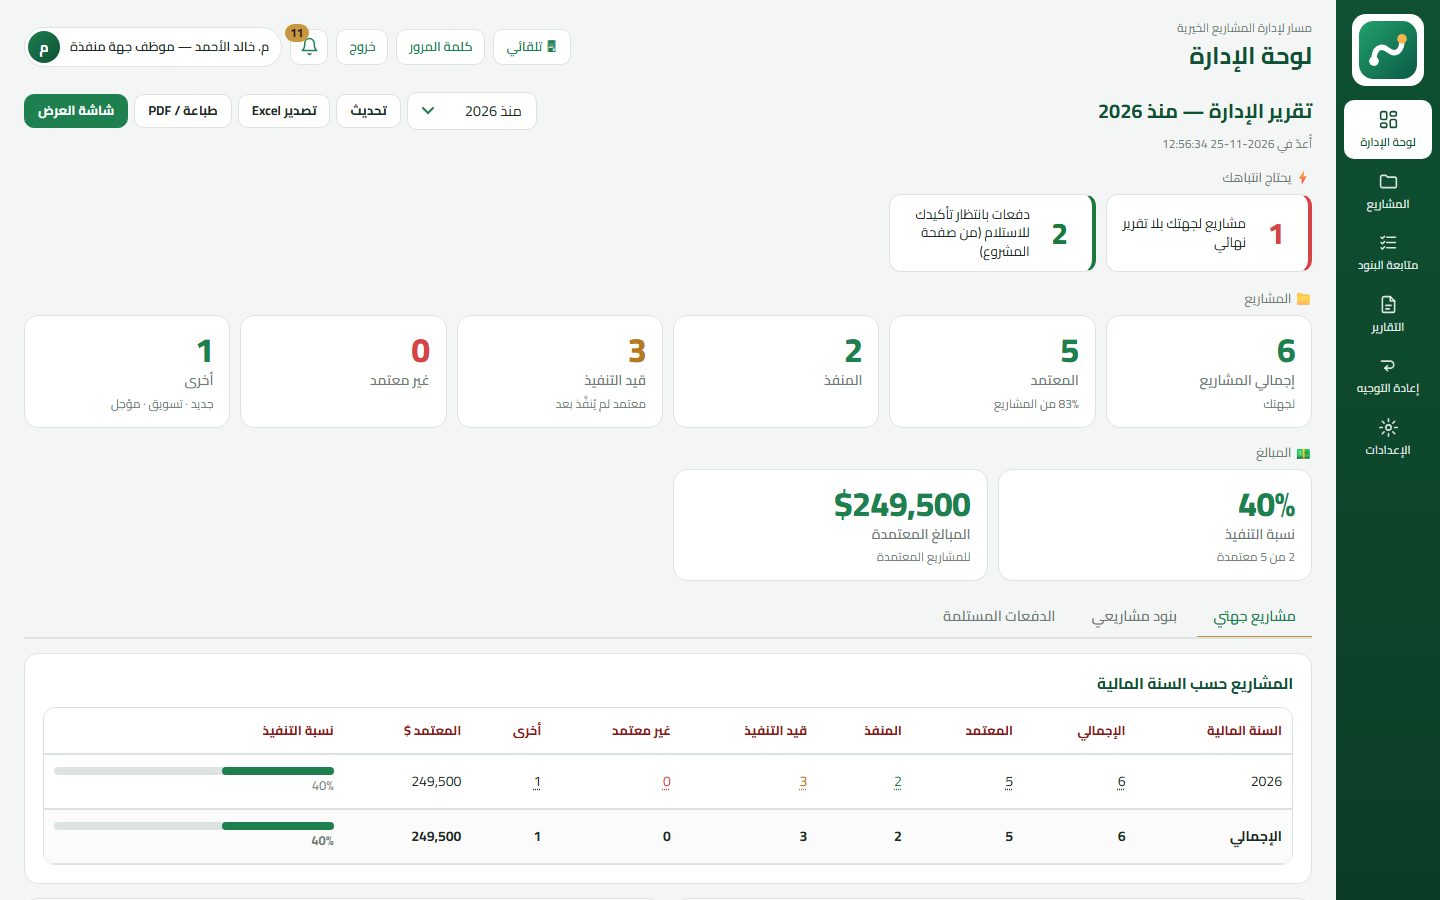 مسار لإدارة المشاريع الخيرية
لوحة الإدارة
تلقائي
كلمة المرور
خروج
11
م. خالد الأحمد — موظف جهة منفذة
م
تقرير الإدارة — منذ 2026
منذ 2026
تحديث
تصدير Excel
طباعة / PDF
شاشة العرض
أُعدّ في 2026-11-25 12:56:34
يحتاج انتباهك
1
مشاريع لجهتك بلا تقرير نهائي
2
دفعات بانتظار تأكيدك للاستلام (من صفحة المشروع)
المشاريع
6
إجمالي المشاريع
لجهتك
5
المعتمد
83% من المشاريع
2
المنفذ
3
قيد التنفيذ
معتمد لم يُنفَّذ بعد
0
غير معتمد
1
أخرى
جديد · تسويق · مؤجل
المبالغ
40%
نسبة التنفيذ
2 من 5 معتمدة
$249,500
المبالغ المعتمدة
للمشاريع المعتمدة
مشاريع جهتي
بنود مشاريعي
الدفعات المستلمة
المشاريع حسب السنة المالية
السنة المالية الإجمالي المعتمد المنفذ قيد التنفيذ غير معتمد أخرى المعتمد $ نسبة التنفيذ
2026 6 5 2 3 0 1 249,500 40%
الإجمالي 6 5 2 3 0 1 249,500 40%
لوحة الإدارة
المشاريع
متابعة البنود
التقارير
إعادة التوجيه
الإعدادات